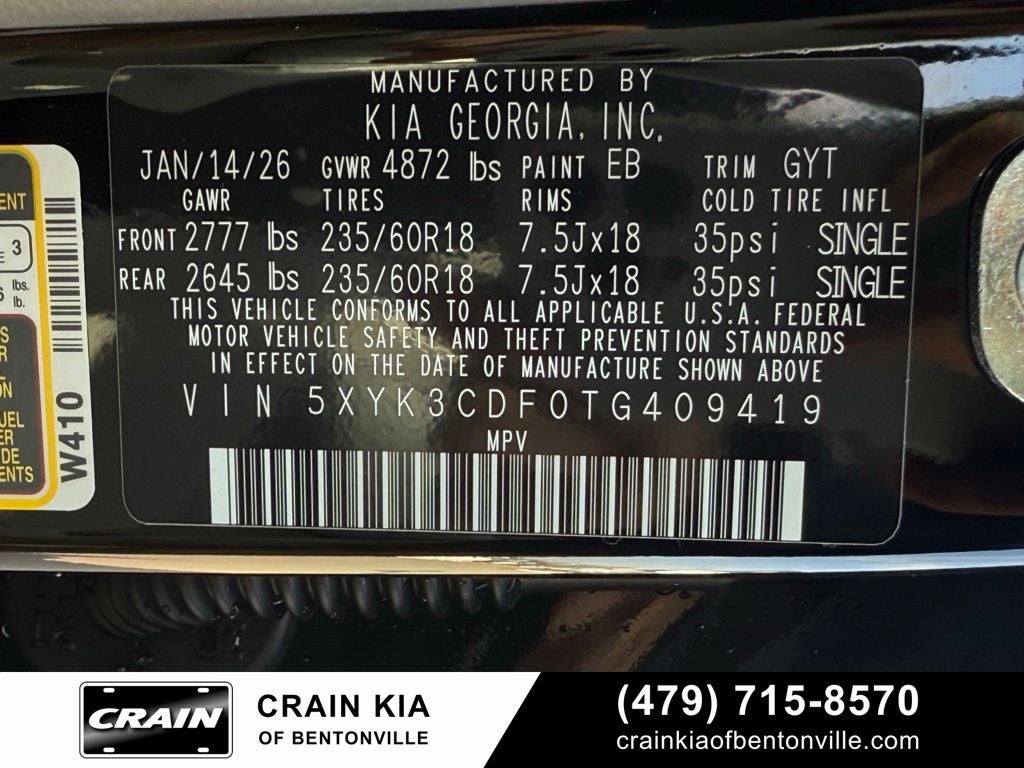 MANUFACTURED BY
KIA GEORGIA, INC.
JAN/14/26 GVWR 4872 lbs PAINT EB TRIM GYT
GAWR TIRES RIMS COLD TIRE INFL
FRONT 2777 lbs 235/60R18 7.5Jx18 35psi SINGLE
REAR 2645 lbs 235/60R18 7.5Jx18 35psi SINGLE
THIS VEHICLE CONFORMS TO ALL APPLICABLE U.S.A. FEDERAL
MOTOR VEHICLE SAFETY AND THEFT PREVENTION STANDARDS
IN EFFECT ON THE DATE OF MANUFACTURE SHOWN ABOVE
VIN 5XYK3CDF0TG409419
MPV
3
lbs.
lb.
DE
W410
CRAIN
CRAIN KIA
OF BENTONVILLE
(479) 715-8570
crainkiaofbentonville.com